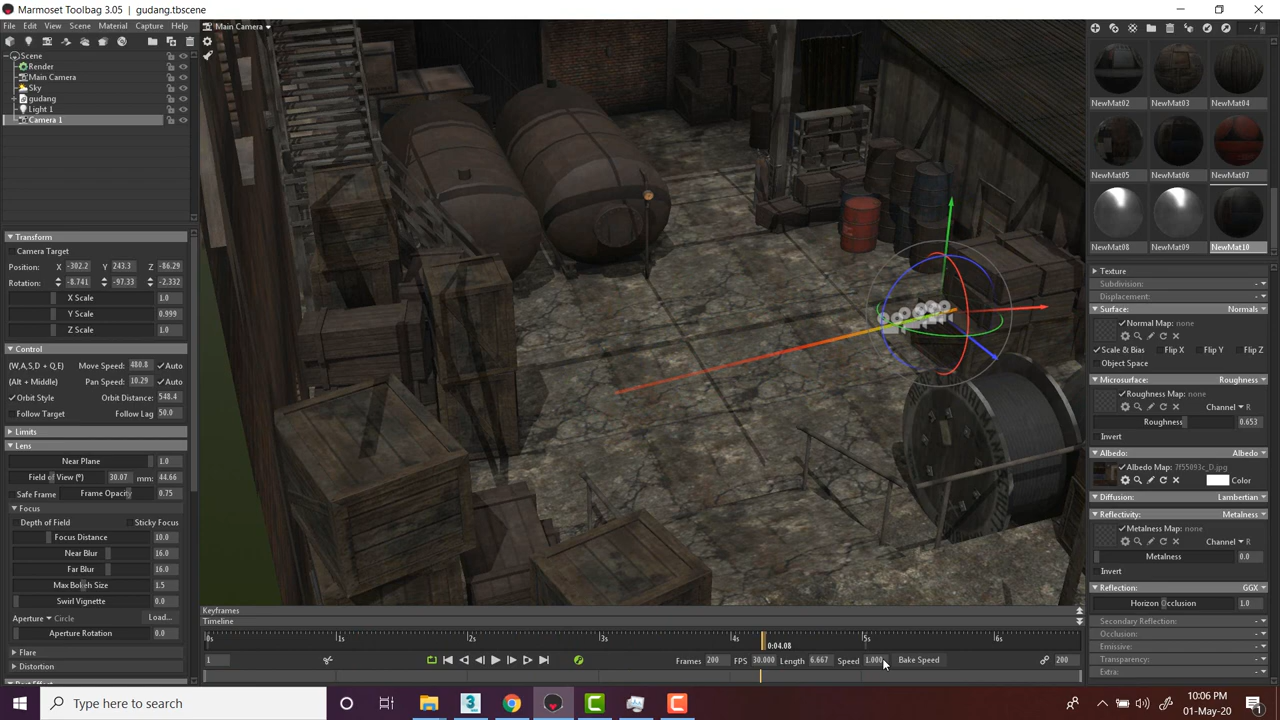 Marmoset Toolbag 3.05 | gudang.tbscene
File Edit View Scene Material Capture Help
Main Camera
Scene
Render
Main Camera
Sky
gudang
Light 1
Camera 1
Transform
Camera Target
Position: X -302.2 Y 243.3 Z -86.29
Rotation: -8.741 -97.33 -2.332
X Scale 1.0
Y Scale 0.999
Z Scale 1.0
Control
(W,A,S,D + Q,E) Move Speed: 480.8 Auto
(Alt + Middle) Pan Speed: 10.29 Auto
Orbit Style Orbit Distance: 548.4
Follow Target Follow Lag 50.0
Limits
Lens
Near Plane 1.0
Field of View (°) 30.07 mm: 44.66
Safe Frame Frame Opacity 0.75
Focus
Depth of Field Sticky Focus
Focus Distance 10.0
Near Blur 16.0
Far Blur 16.0
Max Bokeh Size 1.5
Swirl Vignette 0.0
Aperture Circle Load...
Aperture Rotation 0.0
Flare
Distortion
Post Effect
Keyframes
Timeline
0s 1s 2s 3s 4s 5s 6s
0:04.08
1 Frames 200 FPS 30.000 Length 6.667 Speed 1.000 Bake Speed 200
NewMat02 NewMat03 NewMat04
NewMat05 NewMat06 NewMat07
NewMat08 NewMat09 NewMat10
Texture
Subdivision:
Displacement:
Surface: Normals
Normal Map: none
Scale & Bias Flip X Flip Y Flip Z
Object Space
Microsurface: Roughness
Roughness Map: none
Channel R
Roughness 0.653
Invert
Albedo: Albedo
Albedo Map: 7f55093c_D.jpg
Color
Diffusion: Lambertian
Reflectivity: Metalness
Metalness Map: none
Channel R
Metalness 0.0
Invert
Reflection: GGX
Horizon Occlusion 1.0
Secondary Reflection:
Occlusion:
Emissive:
Transparency:
Extra:
Type here to search
10:06 PM
01-May-20